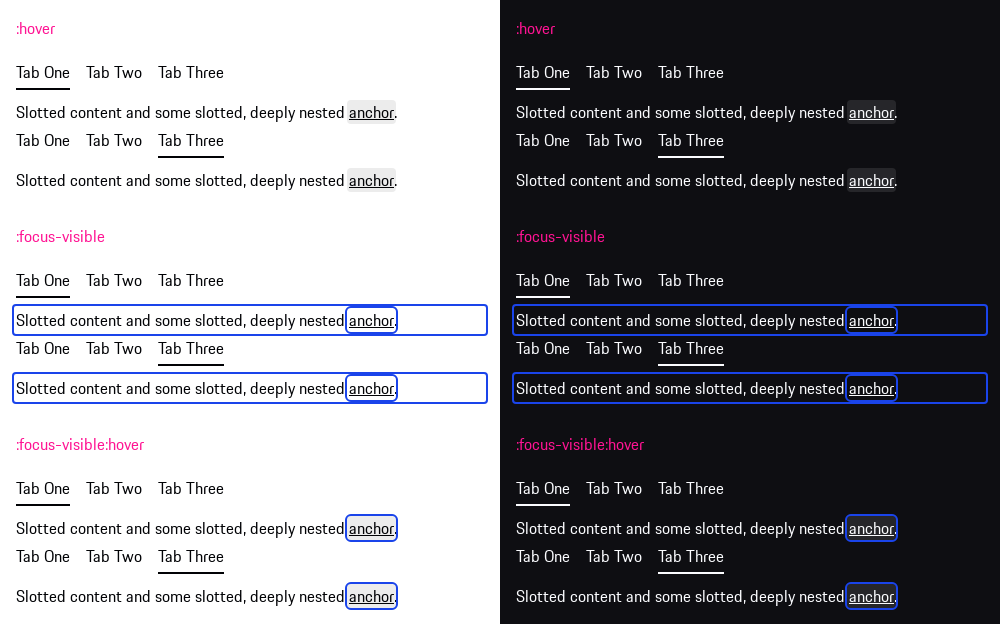 :hover
Tab One Tab Two Tab Three
Slotted content and some slotted, deeply nested anchor.
Tab One Tab Two Tab Three
Slotted content and some slotted, deeply nested anchor.
:focus-visible
Tab One Tab Two Tab Three
Slotted content and some slotted, deeply nested anchor.
Tab One Tab Two Tab Three
Slotted content and some slotted, deeply nested anchor.
:focus-visible:hover
Tab One Tab Two Tab Three
Slotted content and some slotted, deeply nested anchor.
Tab One Tab Two Tab Three
Slotted content and some slotted, deeply nested anchor.
:hover
Tab One Tab Two Tab Three
Slotted content and some slotted, deeply nested anchor.
Tab One Tab Two Tab Three
Slotted content and some slotted, deeply nested anchor.
:focus-visible
Tab One Tab Two Tab Three
Slotted content and some slotted, deeply nested anchor.
Tab One Tab Two Tab Three
Slotted content and some slotted, deeply nested anchor.
:focus-visible:hover
Tab One Tab Two Tab Three
Slotted content and some slotted, deeply nested anchor.
Tab One Tab Two Tab Three
Slotted content and some slotted, deeply nested anchor.